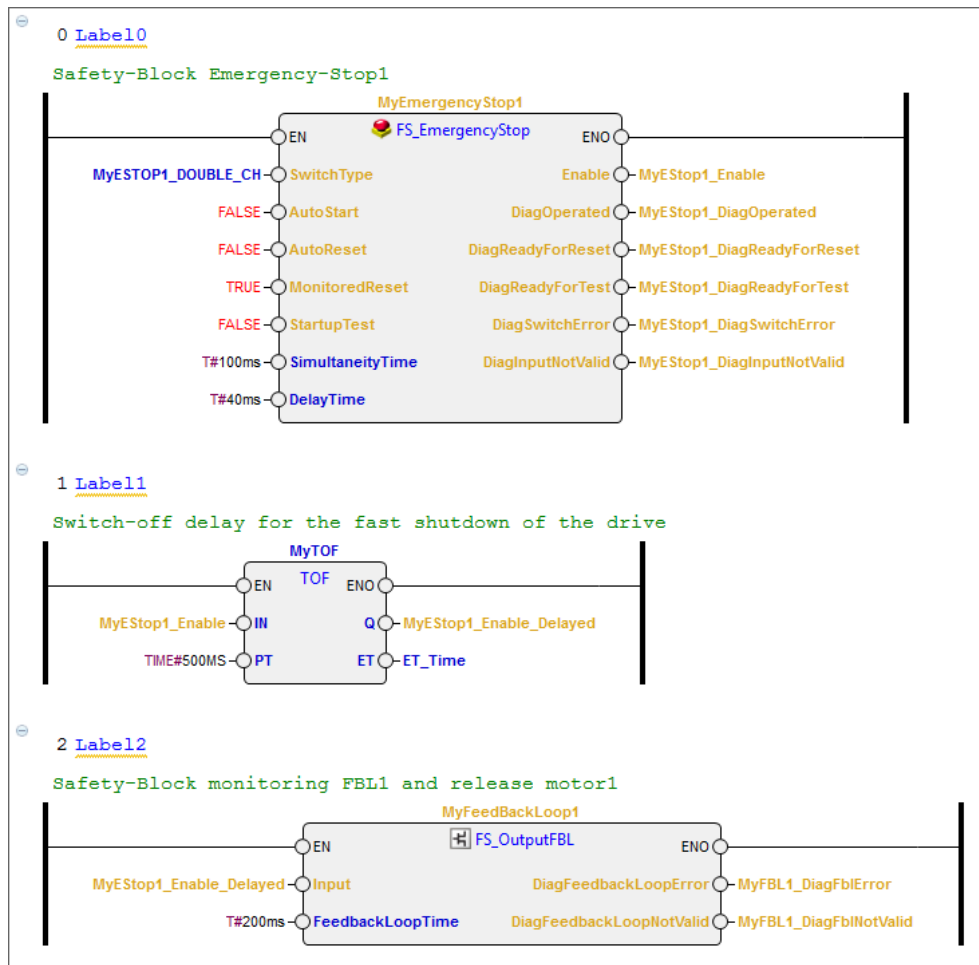 0 Label0
Safety-Block Emergency-Stop1
MyEmergencyStop1
FS_EmergencyStop
EN ENO
MyESTOP1_DOUBLE_CH SwitchType Enable MyEStop1_Enable
FALSE AutoStart DiagOperated MyEStop1_DiagOperated
FALSE AutoReset DiagReadyForReset MyEStop1_DiagReadyForReset
TRUE MonitoredReset DiagReadyForTest MyEStop1_DiagReadyForTest
FALSE StartupTest DiagSwitchError MyEStop1_DiagSwitchError
T#100ms SimultaneityTime DiagInputNotValid MyEStop1_DiagInputNotValid
T#40ms DelayTime
1 Label1
Switch-off delay for the fast shutdown of the drive
MyTOF
TOF
EN ENO
MyEStop1_Enable IN Q MyEStop1_Enable_Delayed
TIME#500MS PT ET ET_Time
2 Label2
Safety-Block monitoring FBL1 and release motor1
MyFeedBackLoop1
FS_OutputFBL
EN ENO
MyEStop1_Enable_Delayed Input DiagFeedbackLoopError MyFBL1_DiagFblError
T#200ms FeedbackLoopTime DiagFeedbackLoopNotValid MyFBL1_DiagFblNotValid